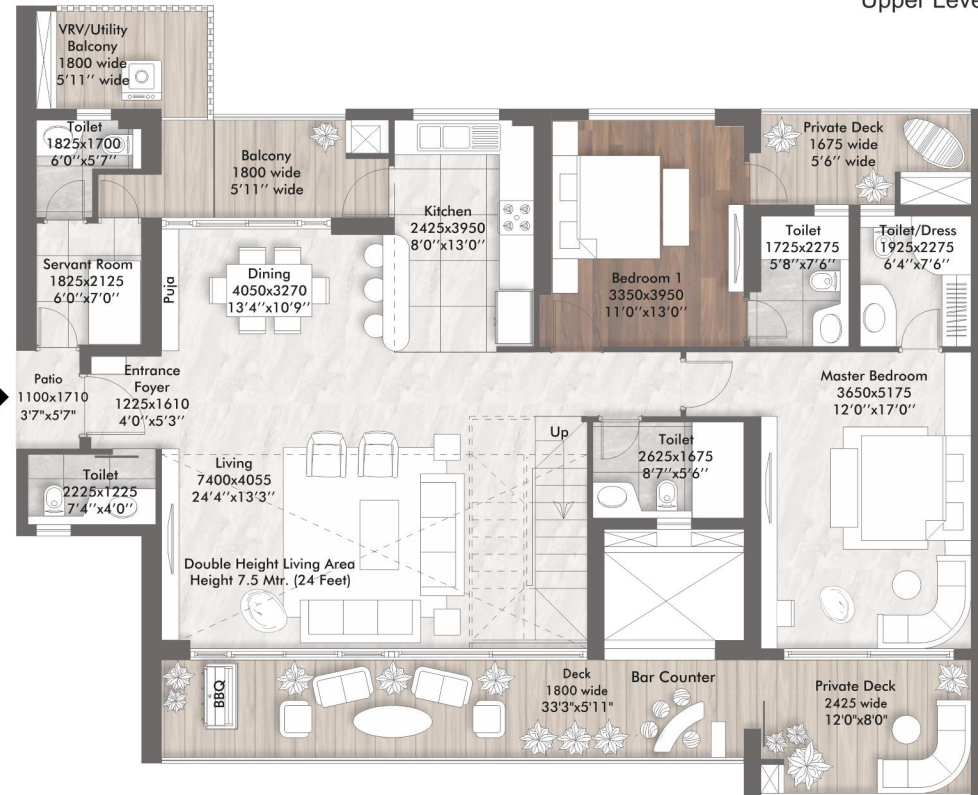 Upper Leve
VRV/Utility
Balcony
1800 wide
5'11'' wide
Toilet
1825x1700
6'0''x5'7''
Balcony
1800 wide
5'11'' wide
Kitchen
2425x3950
8'0''x13'0''
Private Deck
1675 wide
5'6'' wide
Bedroom 1
3350x3950
11'0''x13'0''
Toilet
1725x2275
5'8''x7'6''
Toilet/Dress
1925x2275
6'4''x7'6''
Servant Room
1825x2125
6'0''x7'0''
Puja
Dining
4050x3270
13'4''x10'9''
Patio
1100x1710
3'7"x5'7"
Entrance
Foyer
1225x1610
4'0''x5'3''
Master Bedroom
3650x5175
12'0''x17'0''
Up
Toilet
2625x1675
8'7''x5'6''
Toilet
2225x1225
7'4''x4'0''
Living
7400x4055
24'4''x13'3''
Double Height Living Area
Height 7.5 Mtr. (24 Feet)
BBQ
Deck
1800 wide
33'3"x5'11"
Bar Counter
Private Deck
2425 wide
12'0"x8'0"